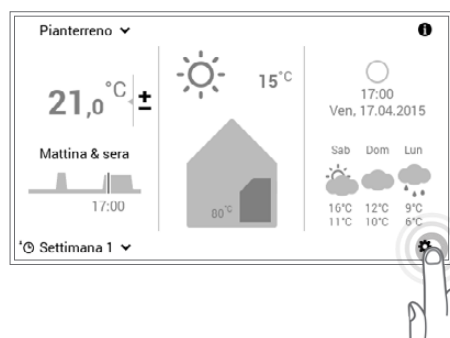 Pianterreno
21,0 °C ±
Mattina & sera
17:00
Settimana 1
15°C
80°C
17:00
Ven, 17.04.2015
Sab Dom Lun
16°C 12°C 9°C
11°C 10°C 6°C